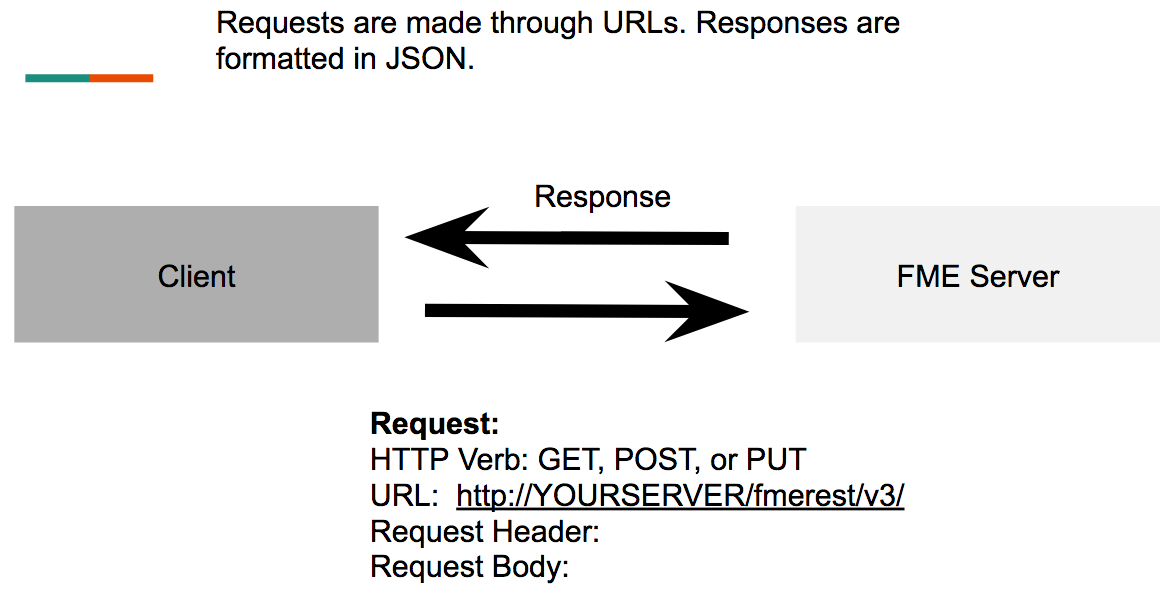 Requests are made through URLs. Responses are
formatted in JSON.
Response
Client
FME Server
Request:
HTTP Verb: GET, POST, or PUT
URL:  http://YOURSERVER/fmerest/v3/
Request Header:
Request Body: